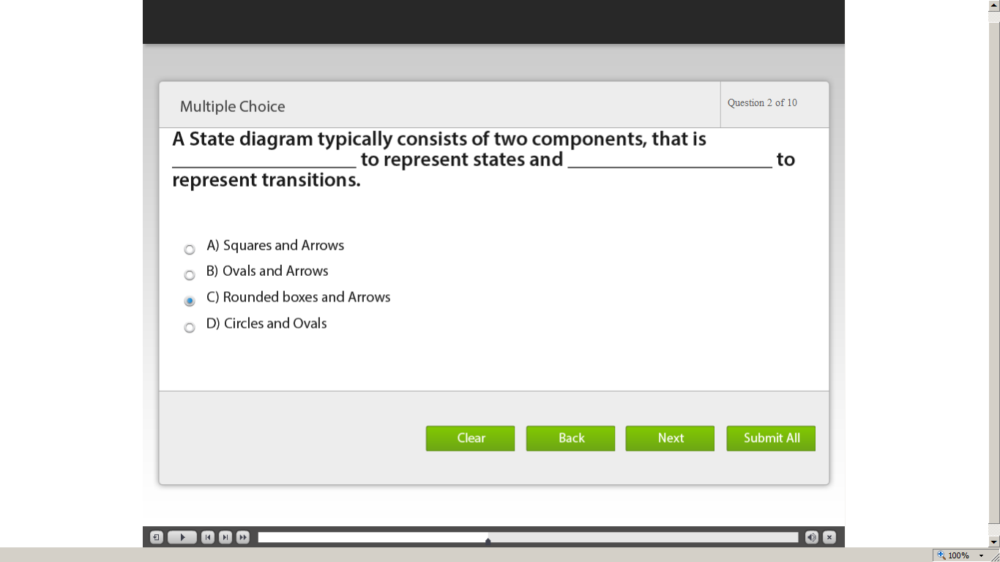 Multiple Choice
Question 2 of 10
A State diagram typically consists of two components, that is
__________________ to represent states and ____________________ to
represent transitions.
A) Squares and Arrows
B) Ovals and Arrows
C) Rounded boxes and Arrows
D) Circles and Ovals
Clear Back Next Submit All
100%